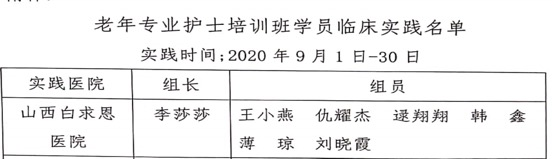 老年专业护士培训班学员临床实践名单
实践时间:2020 年 9 月 1 日-30 日
实践医院 组长 组员
山西白求恩 李莎莎 王小燕 仇耀杰 逯翔翔 韩 鑫
医院 薄 琼 刘晓霞